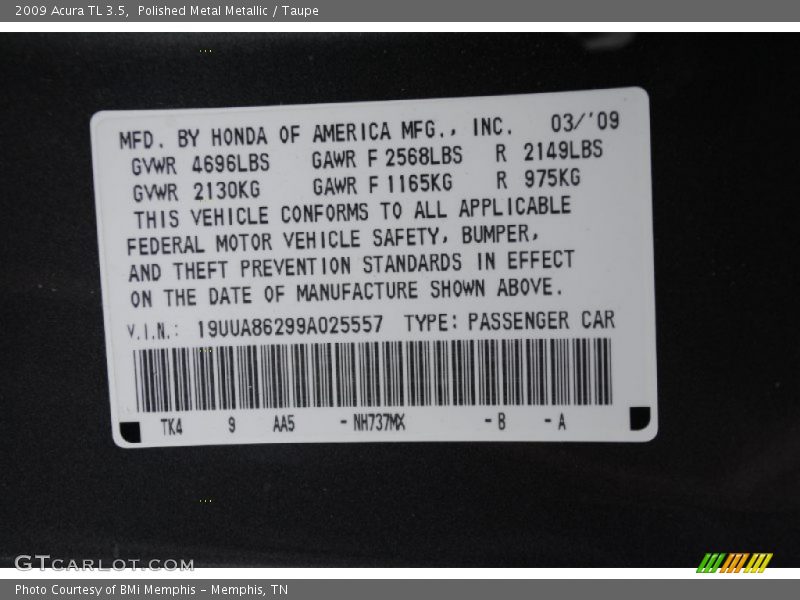 2009 Acura TL 3.5,  Polished Metal Metallic / Taupe
MFD. BY HONDA OF AMERICA MFG., INC. 03/'09
GVWR 4696LBS GAWR F 2568LBS R 2149LBS
GVWR 2130KG GAWR F 1165KG R 975KG
THIS VEHICLE CONFORMS TO ALL APPLICABLE
FEDERAL MOTOR VEHICLE SAFETY, BUMPER,
AND THEFT PREVENTION STANDARDS IN EFFECT
ON THE DATE OF MANUFACTURE SHOWN ABOVE.
V.I.N.: 19UUA86299A025557 TYPE: PASSENGER CAR
TK4 9 AA5 - NH737MX - B - A
GTCARLOT.COM
Photo Courtesy of BMi Memphis – Memphis, TN